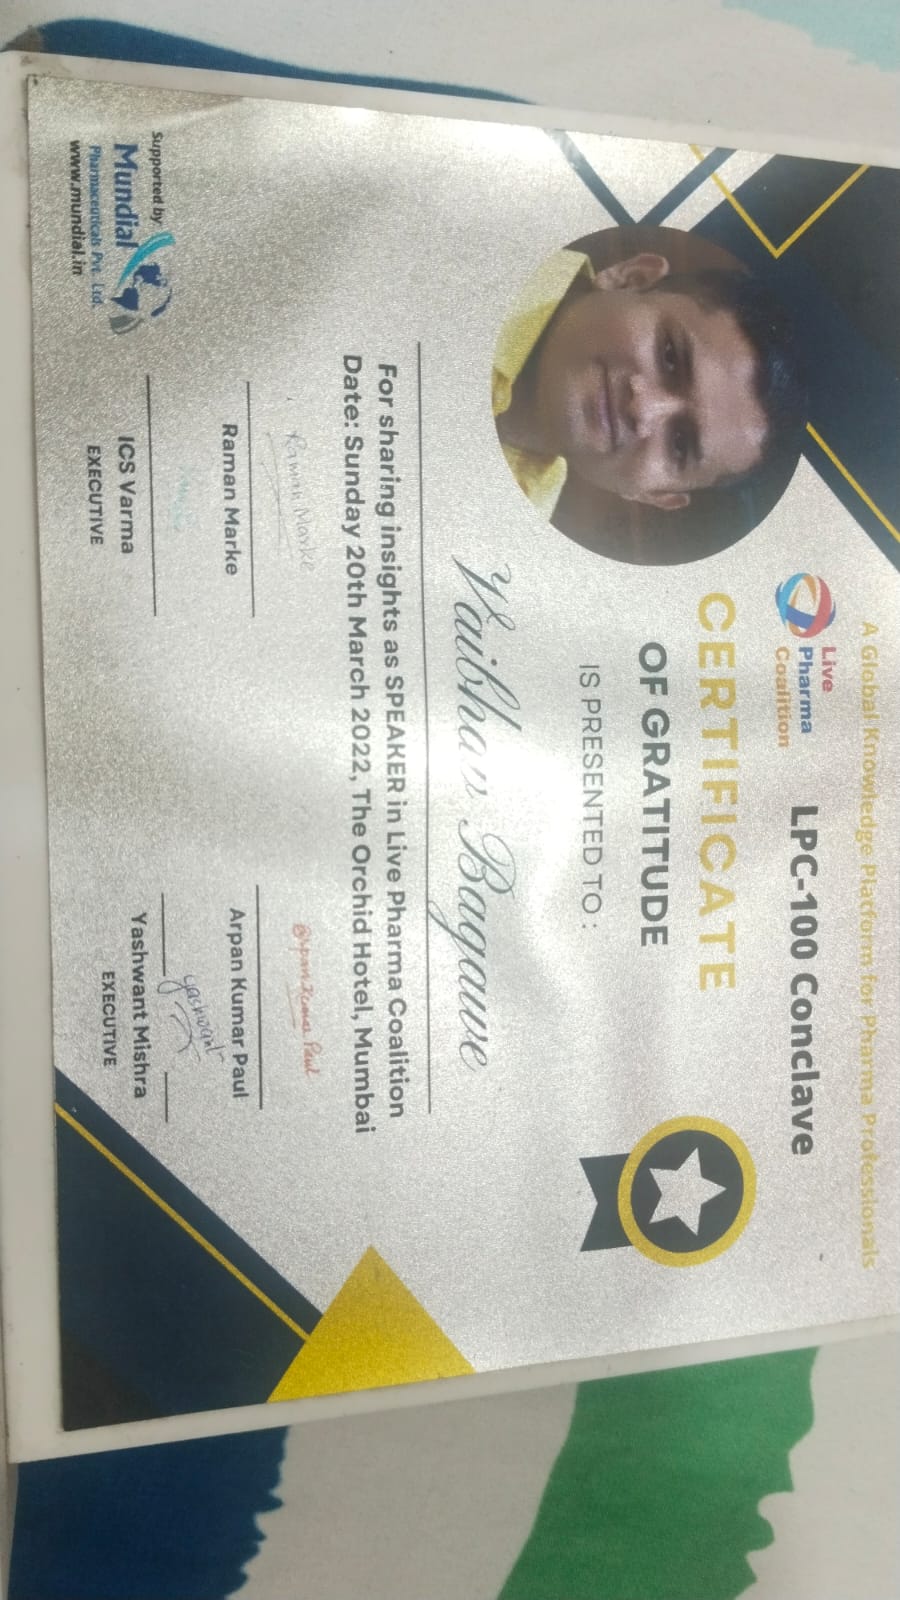 A Global Knowledge Platform for Pharma Professionals
Live
Pharma
Coalition
LPC-100 Conclave
CERTIFICATE
OF GRATITUDE
IS PRESENTED TO :
Vaibhav Bagawe
For sharing insights as SPEAKER in Live Pharma Coalition
Date: Sunday 20th March 2022, The Orchid Hotel, Mumbai
Raman Marke
Arpan Kumar Paul
Raman Marke
Arpan Kumar Paul
Yashwant
Supported by
Mundial
Pharmaceuticals Pvt. Ltd.
www.mundial.in
ICS Varma
EXECUTIVE
Yashwant Mishra
EXECUTIVE